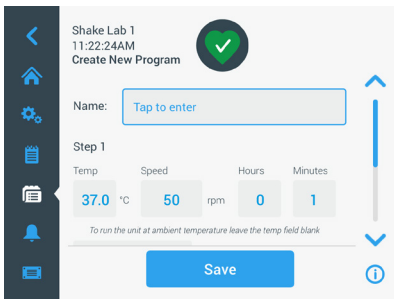 Shake Lab 1
11:22:24AM
Create New Program
Name: Tap to enter
Step 1
Temp Speed Hours Minutes
37.0 °C 50 rpm 0 1
To run the unit at ambient temperature leave the temp field blank
Save